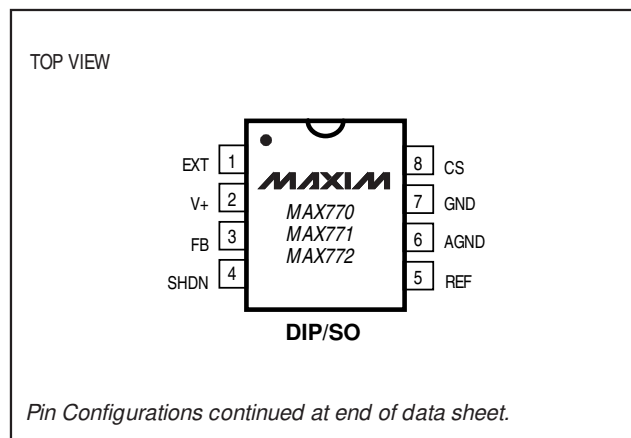 TOP VIEW
EXT 1
V+ 2
FB 3
SHDN 4
MAXIM
MAX770
MAX771
MAX772
8 CS
7 GND
6 AGND
5 REF
DIP/SO
Pin Configurations continued at end of data sheet.